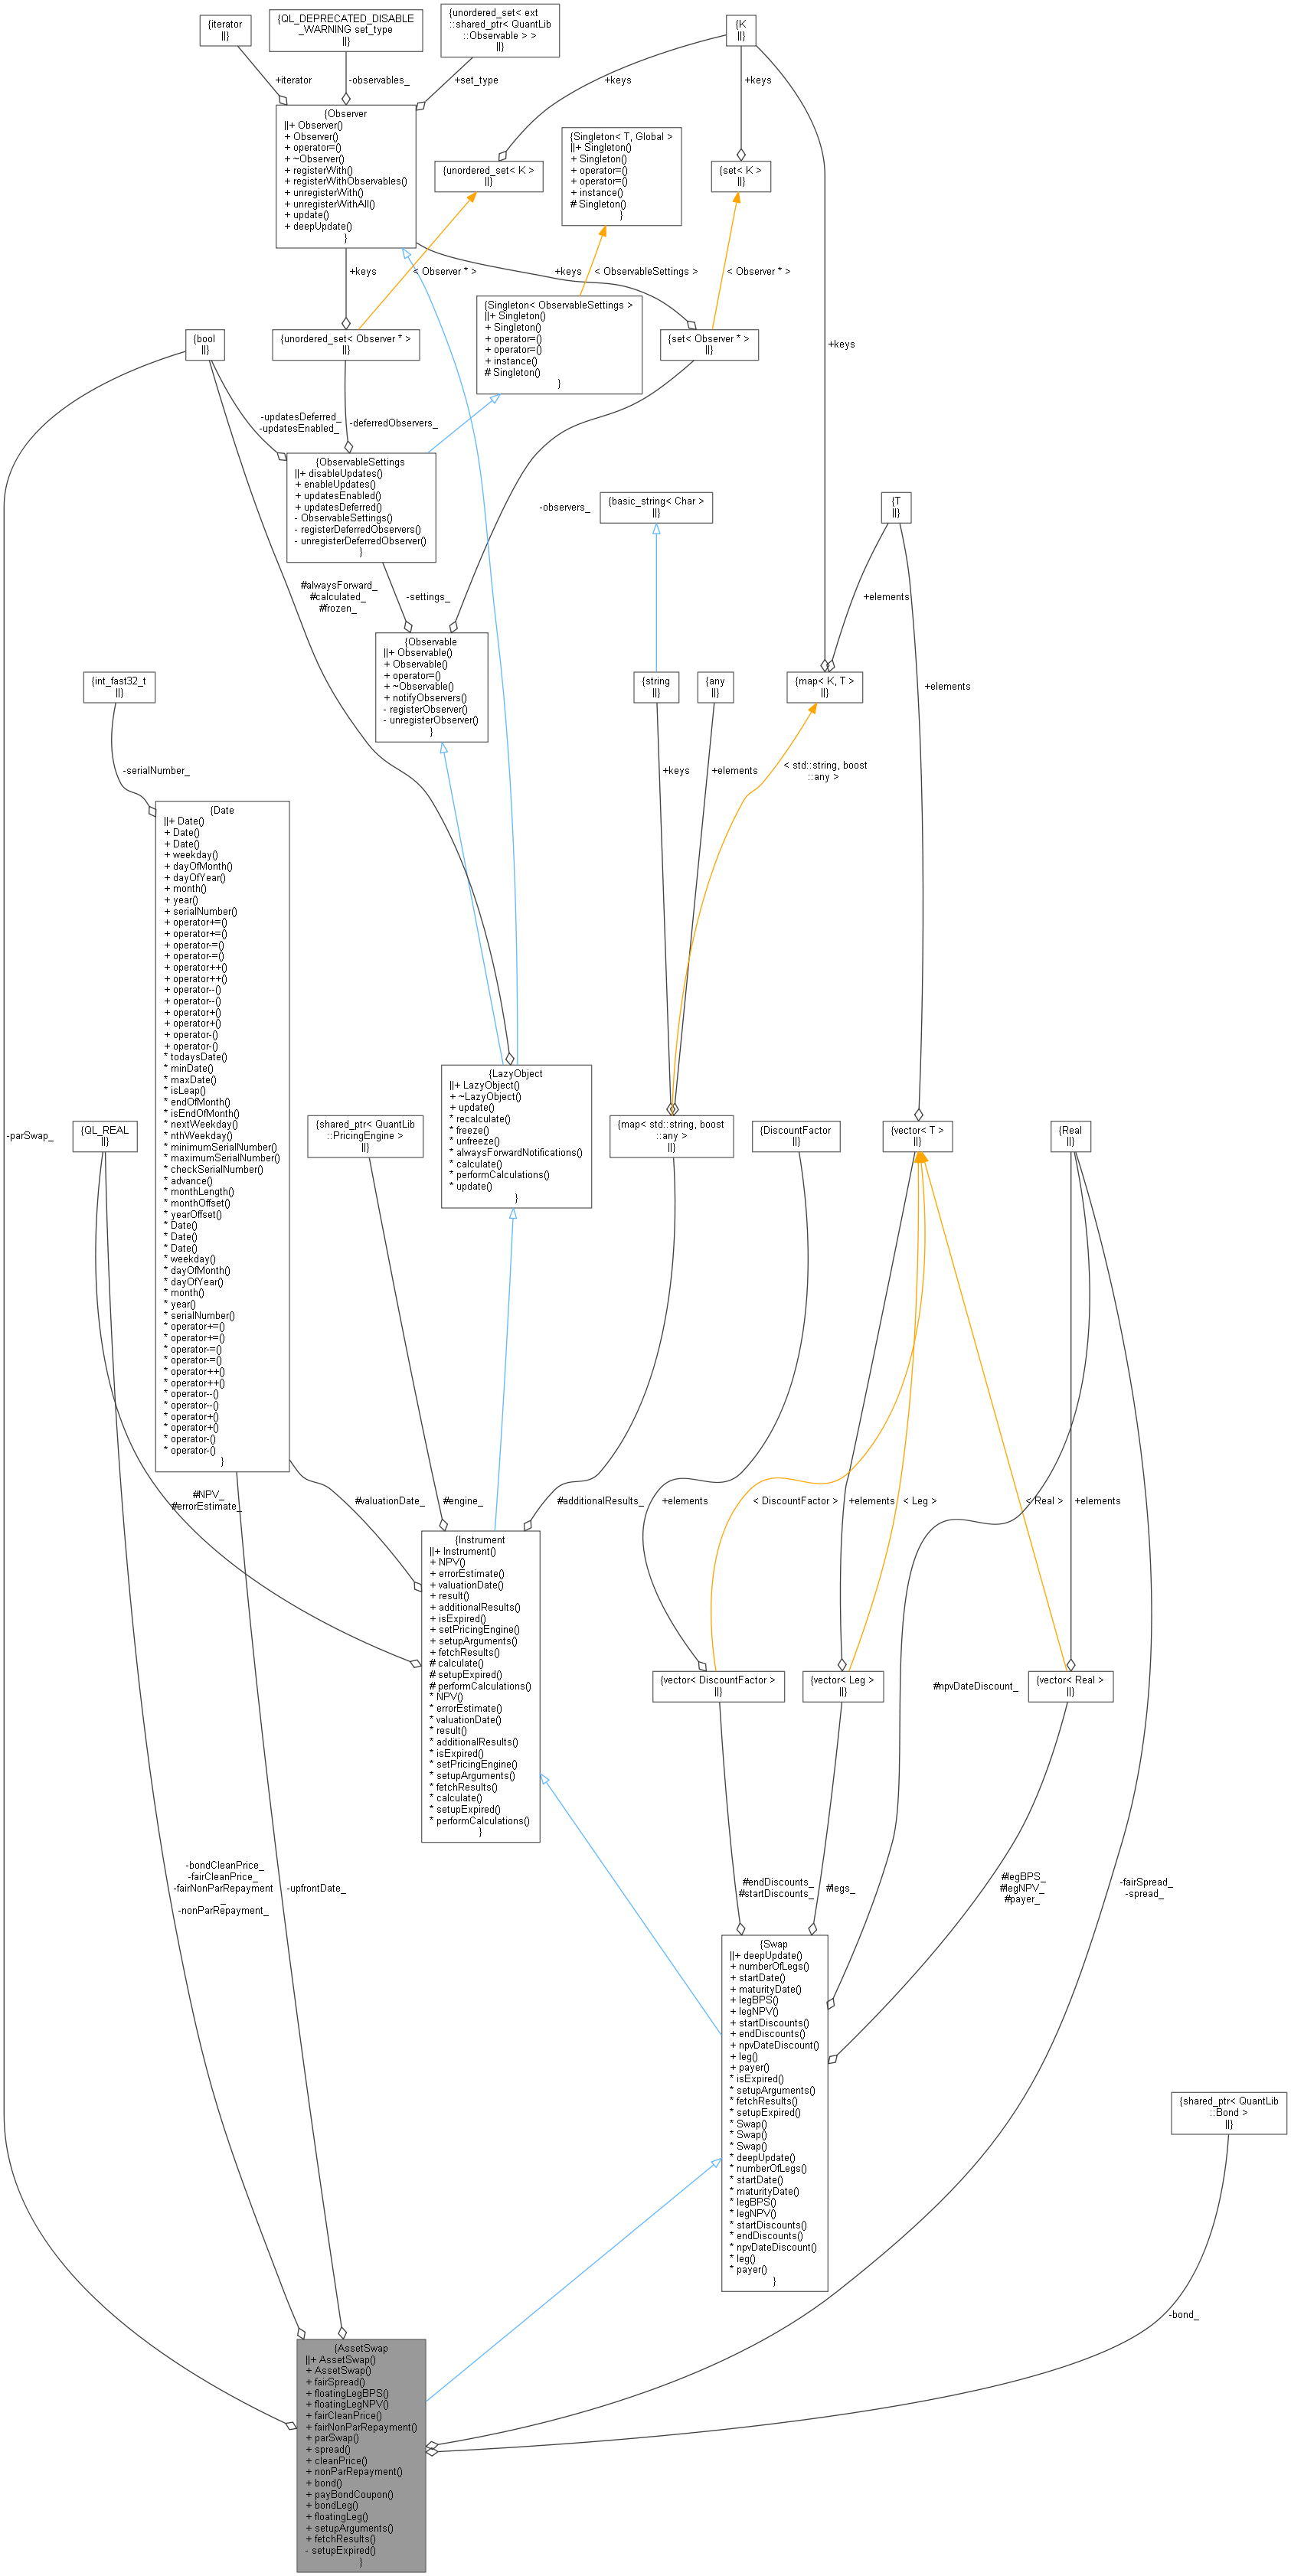 {iterator
||}
{QL_DEPRECATED_DISABLE
_WARNING set_type
||}
{unordered_set< ext
::shared_ptr< QuantLib
::Observable > >
||}
{K
||}
+iterator
-observables_
+set_type
+keys
+keys
{Observer
||+ Observer()
+ Observer()
+ operator=()
+ ~Observer()
+ registerWith()
+ registerWithObservables()
+ unregisterWith()
+ unregisterWithAll()
+ update()
+ deepUpdate()
}
{unordered_set< K >
||}
{Singleton< T, Global >
||+ Singleton()
+ Singleton()
+ operator=()
+ operator=()
+ instance()
# Singleton()
}
{set< K >
||}
+keys
< Observer * >
+keys
< ObservableSettings >
< Observer * >
{bool
||}
{unordered_set< Observer * >
||}
{Singleton< ObservableSettings >
||+ Singleton()
+ Singleton()
+ operator=()
+ operator=()
+ instance()
# Singleton()
}
{set< Observer * >
||}
+keys
-updatesDeferred_
-updatesEnabled_
-deferredObservers_
{ObservableSettings
||+ disableUpdates()
+ enableUpdates()
+ updatesEnabled()
+ updatesDeferred()
- ObservableSettings()
- registerDeferredObservers()
- unregisterDeferredObserver()
}
-observers_
{basic_string< Char >
||}
{T
||}
#alwaysForward_
#calculated_
#frozen_
-settings_
+elements
{Observable
||+ Observable()
+ Observable()
+ operator=()
+ ~Observable()
+ notifyObservers()
- registerObserver()
- unregisterObserver()
}
{int_fast32_t
||}
{string
||}
{any
||}
{map< K, T >
||}
+elements
-serialNumber_
+keys
+elements
< std::string, boost
::any >
{Date
||+ Date()
+ Date()
+ Date()
+ weekday()
+ dayOfMonth()
+ dayOfYear()
+ month()
+ year()
+ serialNumber()
+ operator+=()
+ operator+=()
+ operator-=()
+ operator-=()
+ operator++()
+ operator++()
+ operator--()
+ operator--()
+ operator+()
+ operator+()
+ operator-()
+ operator-()
* todaysDate()
* minDate()
* maxDate()
* isLeap()
* endOfMonth()
* isEndOfMonth()
* nextWeekday()
* nthWeekday()
* minimumSerialNumber()
* maximumSerialNumber()
* checkSerialNumber()
* advance()
* monthLength()
* monthOffset()
* yearOffset()
* Date()
* Date()
* Date()
* weekday()
* dayOfMonth()
* dayOfYear()
* month()
* year()
* serialNumber()
* operator+=()
* operator+=()
* operator-=()
* operator-=()
* operator++()
* operator++()
* operator--()
* operator--()
* operator+()
* operator+()
* operator-()
* operator-()
}
{LazyObject
||+ LazyObject()
+ ~LazyObject()
+ update()
* recalculate()
* freeze()
* unfreeze()
* alwaysForwardNotifications()
* calculate()
* performCalculations()
* update()
}
-parSwap_
{QL_REAL
||}
{shared_ptr< QuantLib
::PricingEngine >
||}
{map< std::string, boost
::any >
||}
{DiscountFactor
||}
{vector< T >
||}
{Real
||}
#NPV_
#errorEstimate_
#valuationDate_
#engine_
#additionalResults_
+elements
< DiscountFactor >
+elements
< Leg >
< Real >
+elements
{Instrument
||+ Instrument()
+ NPV()
+ errorEstimate()
+ valuationDate()
+ result()
+ additionalResults()
+ isExpired()
+ setPricingEngine()
+ setupArguments()
+ fetchResults()
# calculate()
# setupExpired()
# performCalculations()
* NPV()
* errorEstimate()
* valuationDate()
* result()
* additionalResults()
* isExpired()
* setPricingEngine()
* setupArguments()
* fetchResults()
* calculate()
* setupExpired()
* performCalculations()
}
{vector< DiscountFactor >
||}
{vector< Leg >
||}
#npvDateDiscount_
{vector< Real >
||}
-bondCleanPrice_
-fairCleanPrice_
-fairNonParRepayment
_
-nonParRepayment_
-upfrontDate_
#endDiscounts_
#startDiscounts_
#legs_
#legBPS_
#legNPV_
#payer_
-fairSpread_
-spread_
{Swap
||+ deepUpdate()
+ numberOfLegs()
+ startDate()
+ maturityDate()
+ legBPS()
+ legNPV()
+ startDiscounts()
+ endDiscounts()
+ npvDateDiscount()
+ leg()
+ payer()
* isExpired()
* setupArguments()
* fetchResults()
* setupExpired()
* Swap()
* Swap()
* Swap()
* deepUpdate()
* numberOfLegs()
* startDate()
* maturityDate()
* legBPS()
* legNPV()
* startDiscounts()
* endDiscounts()
* npvDateDiscount()
* leg()
* payer()
}
{shared_ptr< QuantLib
::Bond >
||}
-bond_
{AssetSwap
||+ AssetSwap()
+ AssetSwap()
+ fairSpread()
+ floatingLegBPS()
+ floatingLegNPV()
+ fairCleanPrice()
+ fairNonParRepayment()
+ parSwap()
+ spread()
+ cleanPrice()
+ nonParRepayment()
+ bond()
+ payBondCoupon()
+ bondLeg()
+ floatingLeg()
+ setupArguments()
+ fetchResults()
- setupExpired()
}